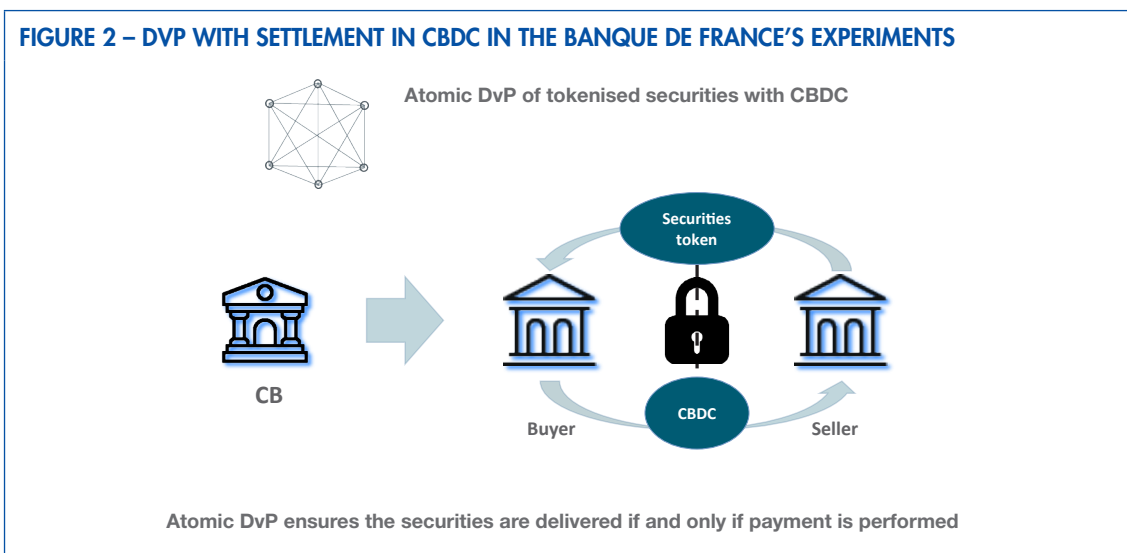 FIGURE 2 – DVP WITH SETTLEMENT IN CBDC IN THE BANQUE DE FRANCE'S EXPERIMENTS
Atomic DvP of tokenised securities with CBDC
Securities
token
CB
CBDC
Buyer
Seller
Atomic DvP ensures the securities are delivered if and only if payment is performed